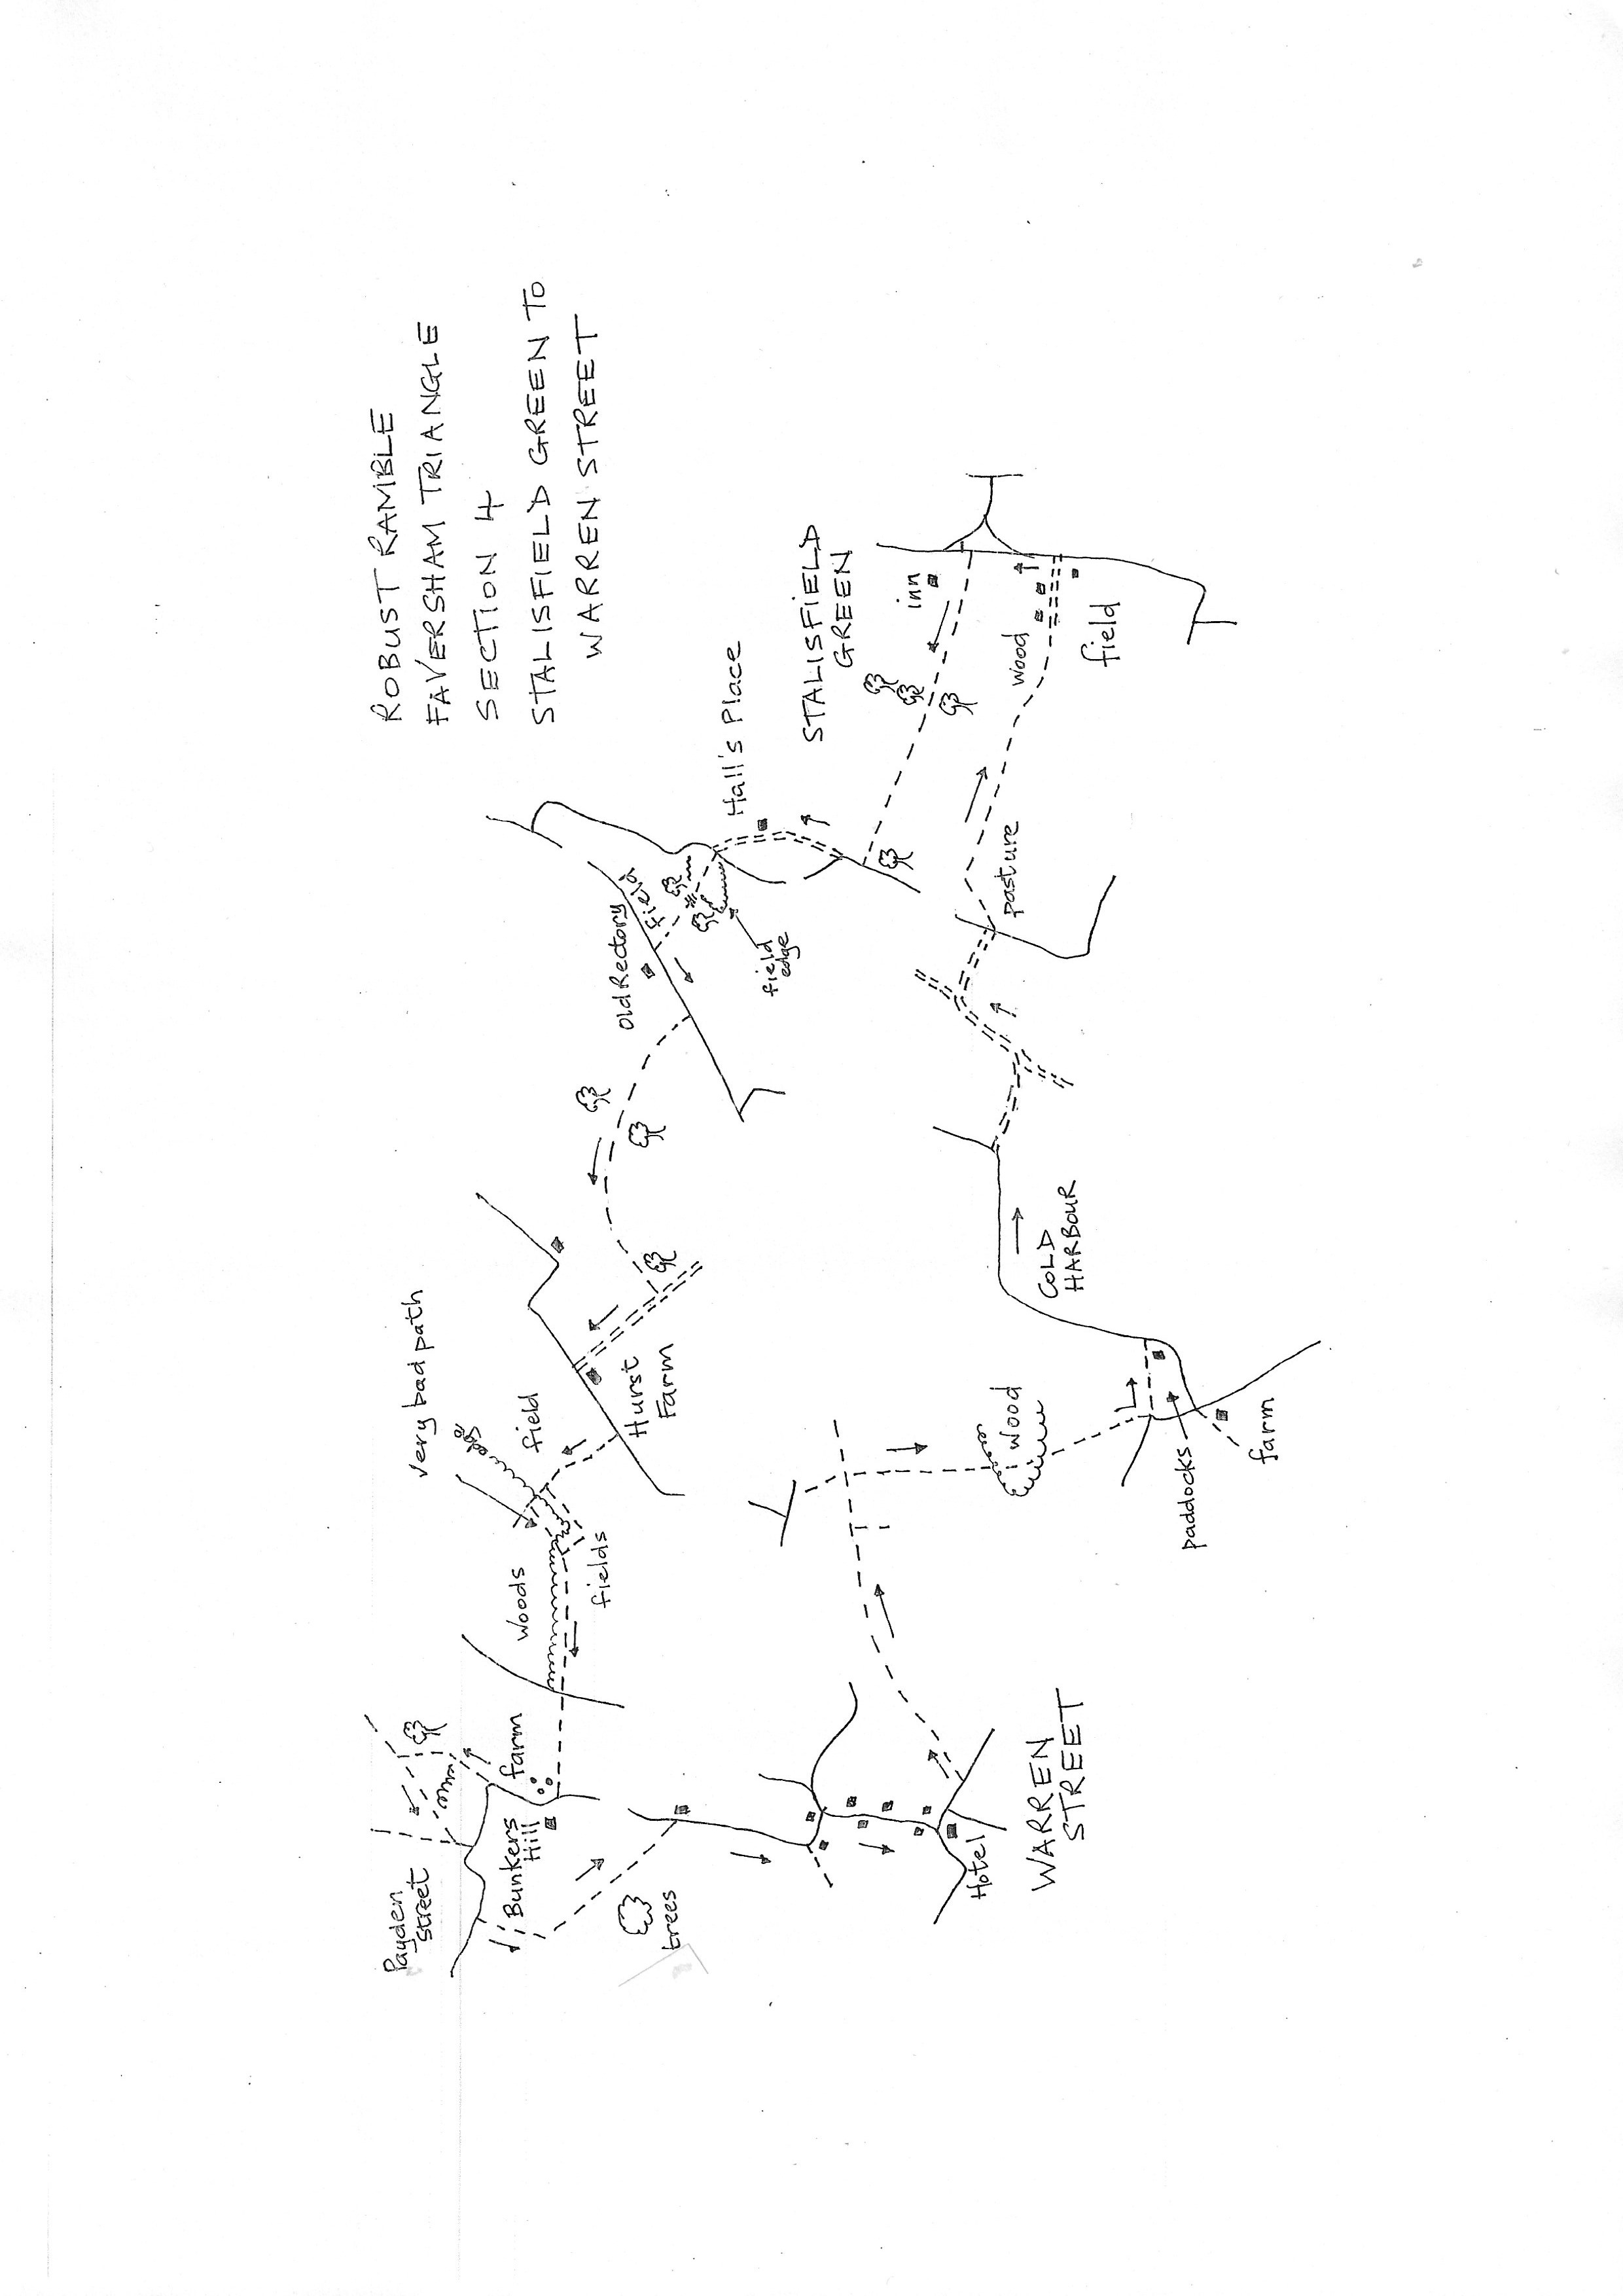 ROBUST RAMBLE
FAVERSHAM TRIANGLE
SECTION 4
STALISFIELD GREEN TO
WARREN STREET
Payden
street
Bunkers
Hill
farm
Woods
very bad path
field
fields
Hurst
Farm
Old Rectory
field
field
edge
Hall's Place
STALISFIELD
GREEN
inn
wood
field
pasture
COLD
HARBOUR
wood
paddocks
farm
trees
Hotel
WARREN
STREET